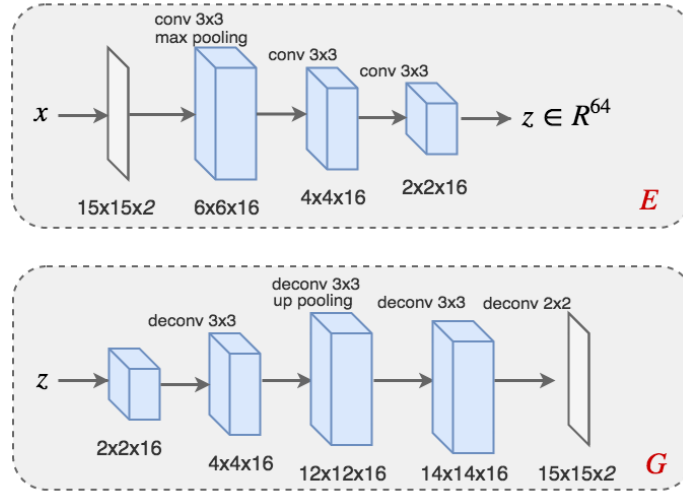 conv 3x3
max pooling
conv 3x3
conv 3x3
x
z ∈ R^64
15x15x2
6x6x16
4x4x16
2x2x16
E
deconv 3x3
deconv 3x3
up pooling
deconv 3x3
deconv 2x2
z
2x2x16
4x4x16
12x12x16
14x14x16
15x15x2
G